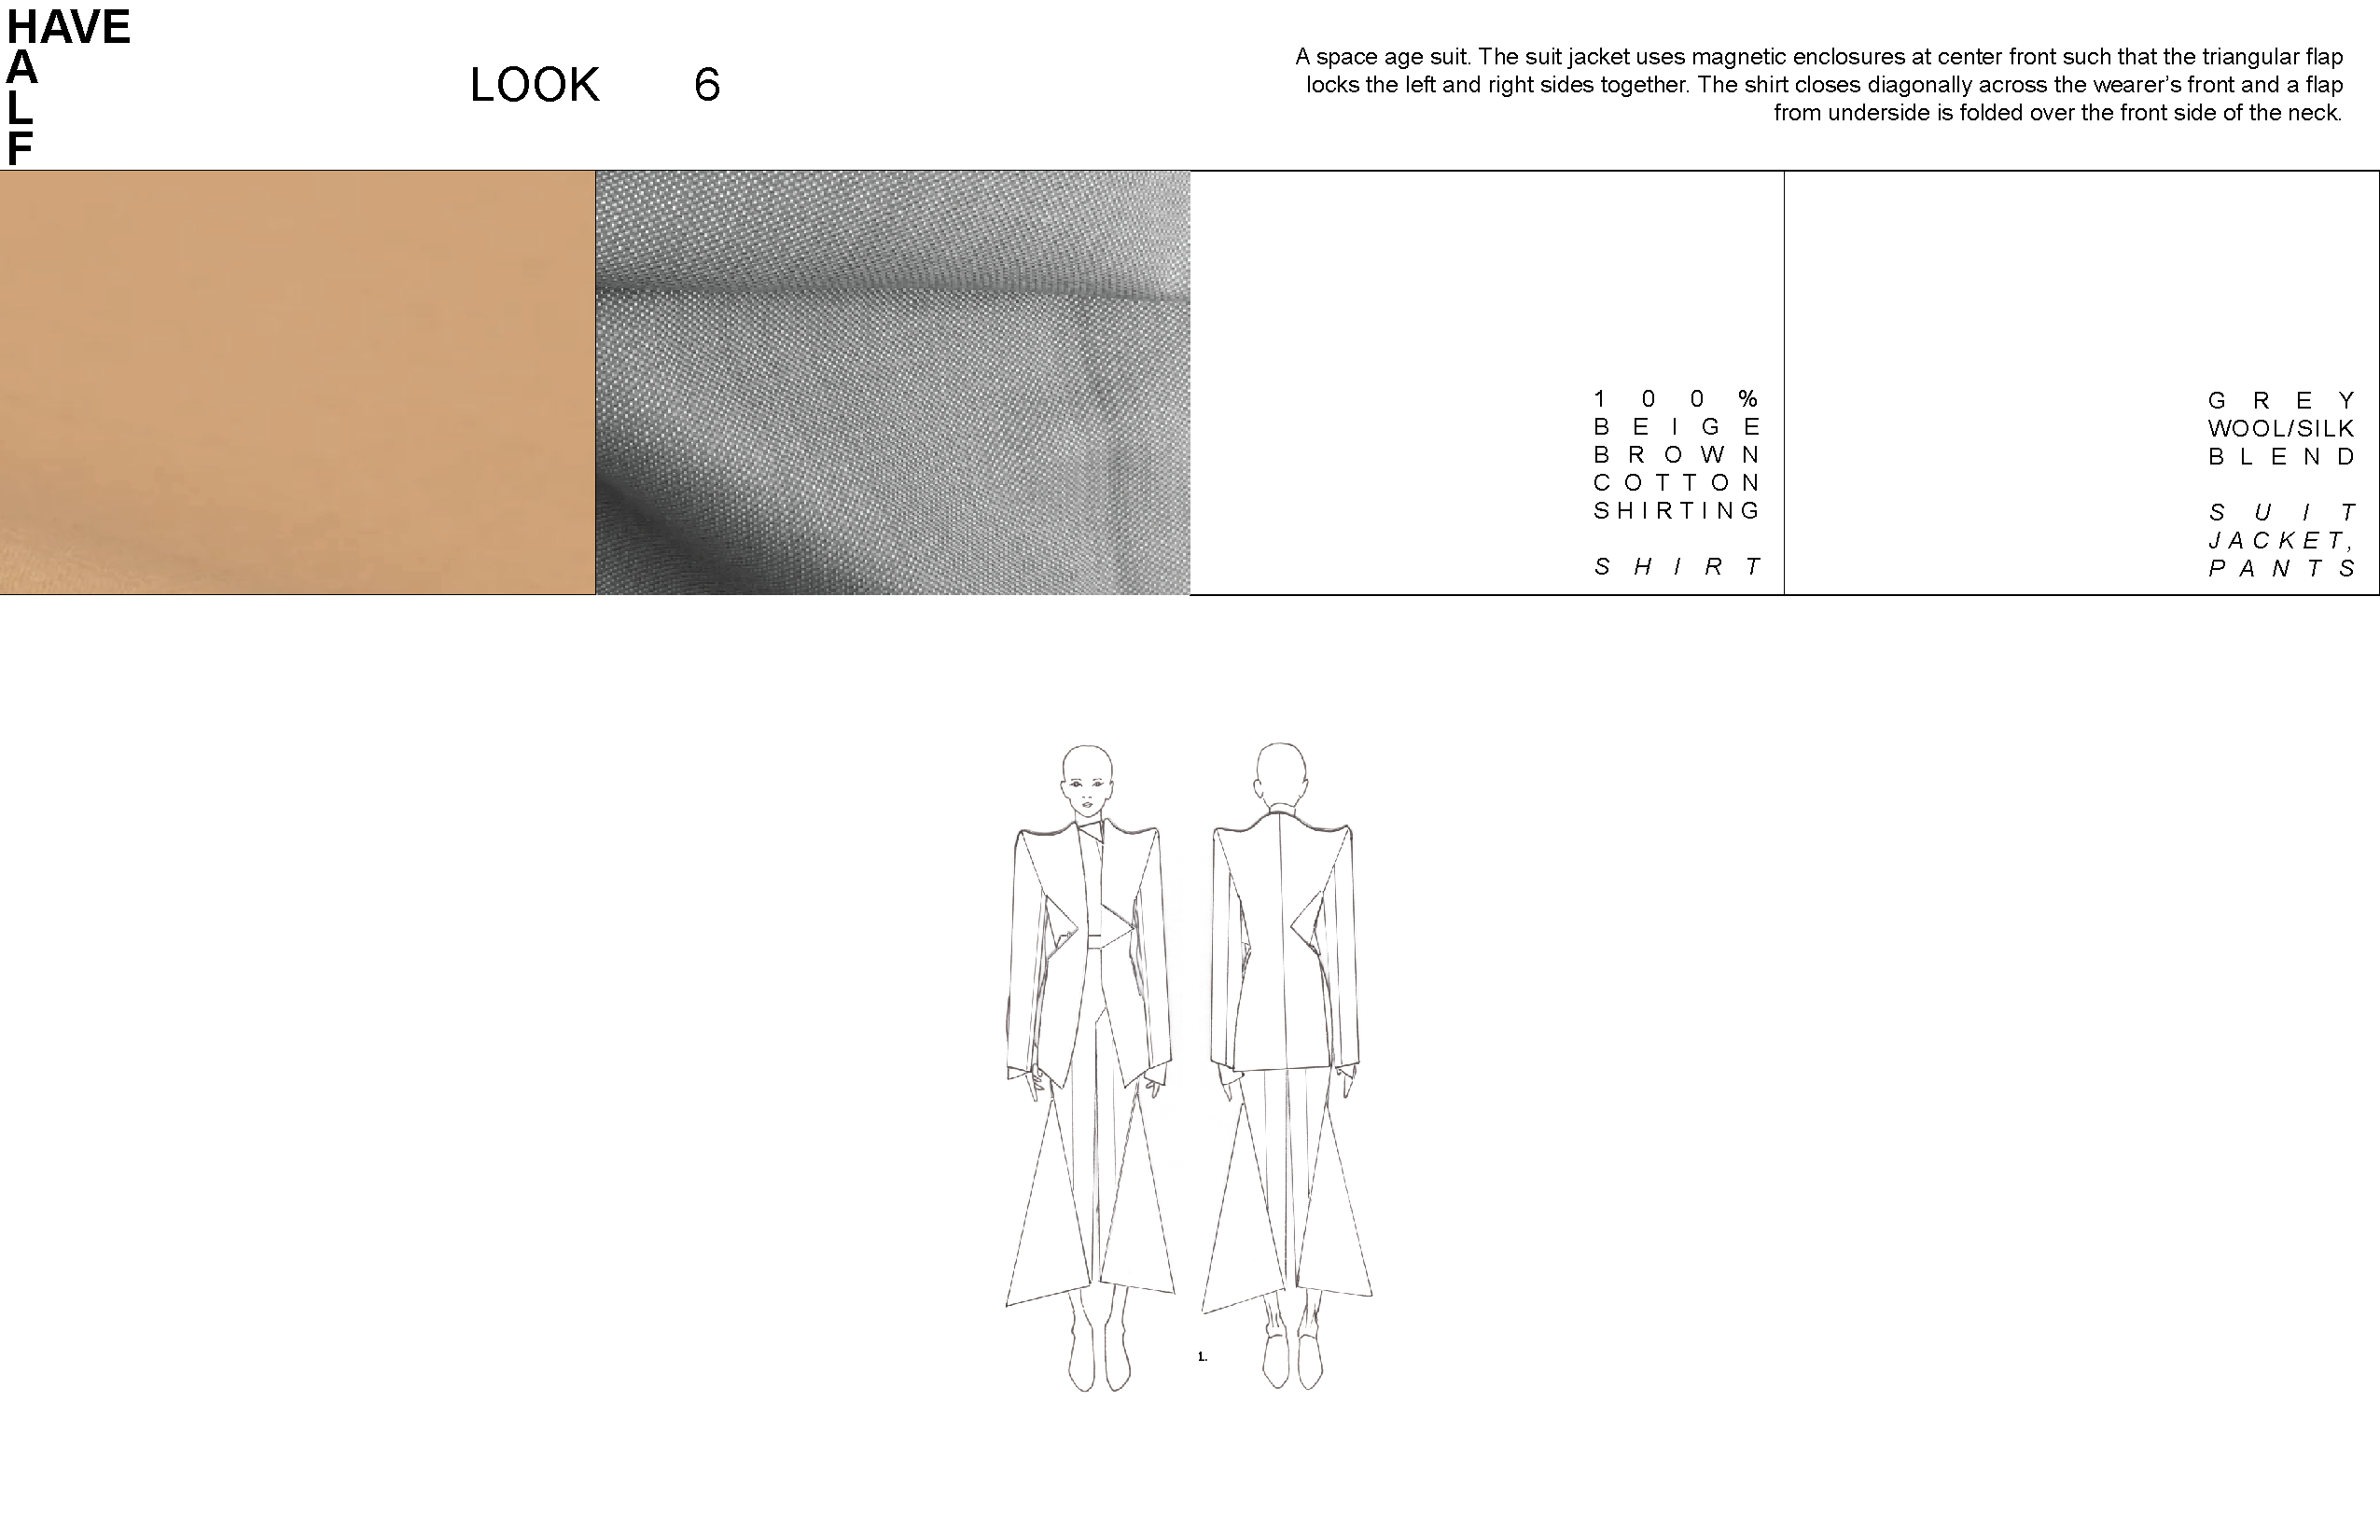 HAVE
A
L
F
LOOK 6
A space age suit. The suit jacket uses magnetic enclosures at center front such that the triangular flap
locks the left and right sides together. The shirt closes diagonally across the wearer’s front and a flap
from underside is folded over the front side of the neck.
100%
BEIGE
BROWN
COTTON
SHIRTING
SHIRT
GREY
WOOL/SILK
BLEND
SUIT
JACKET,
PANTS
1.